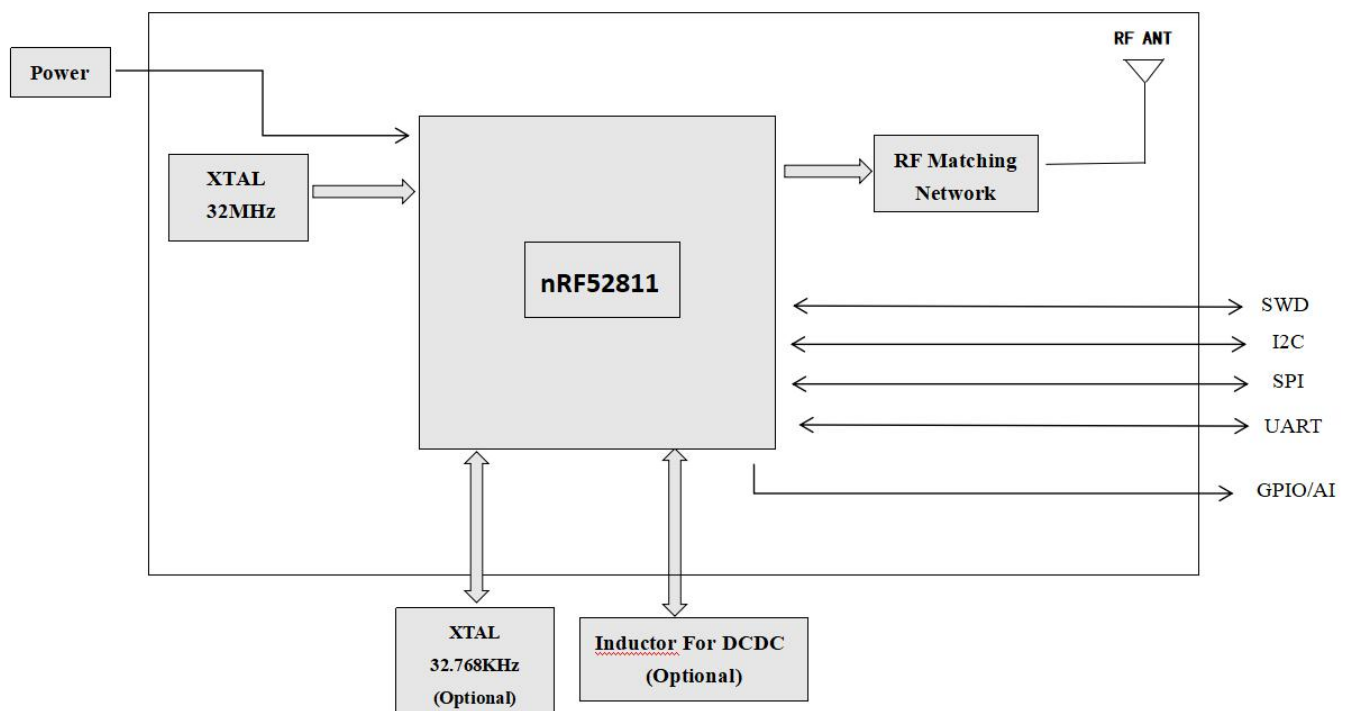 RF ANT
Power
XTAL
32MHz
RF Matching
Network
nRF52811
SWD
I2C
SPI
UART
GPIO/AI
XTAL
32.768KHz
(Optional)
Inductor For DCDC
(Optional)